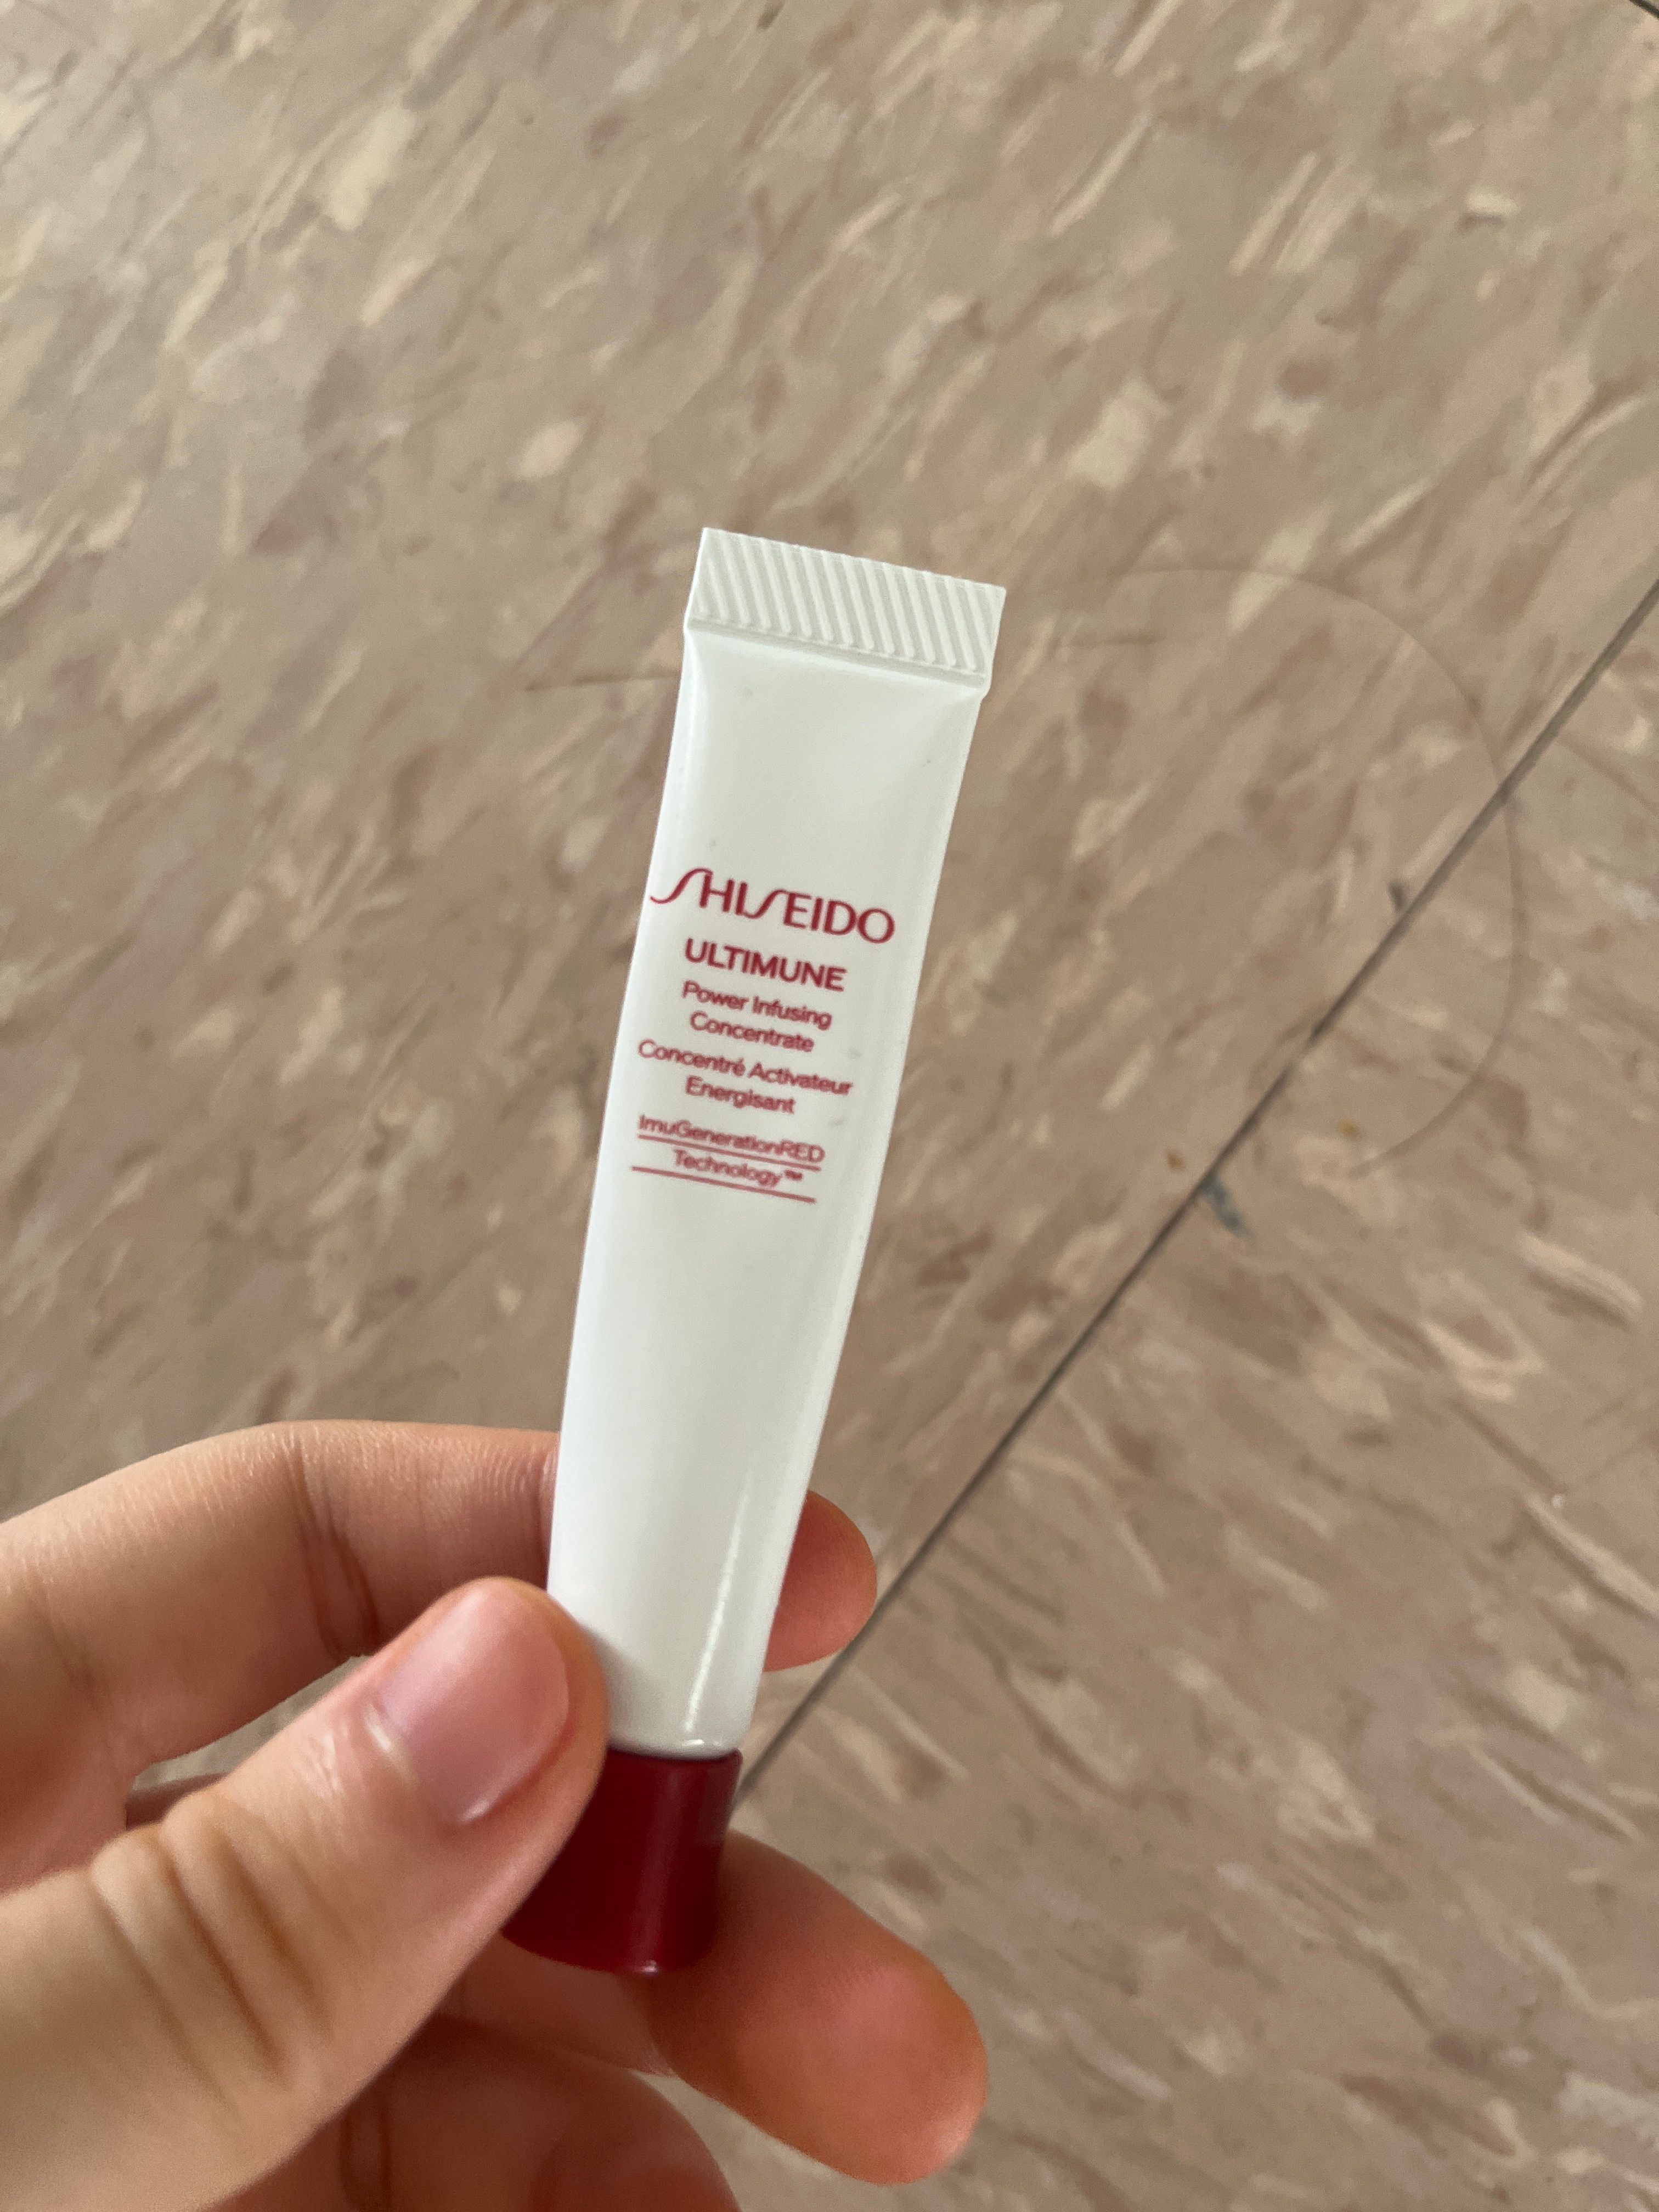 SHISEIDO
ULTIMUNE
Power Infusing
Concentrate
Concentré Activateur
Energisant
ImuGenerationRED
Technology™